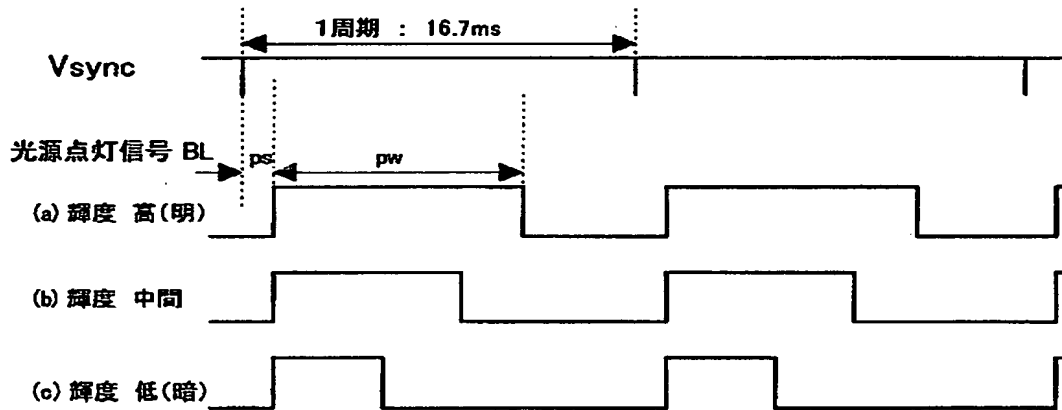 1周期 : 16.7ms
Vsync
光源点灯信号 BL
ps
pw
(a) 輝度 高(明)
(b) 輝度 中間
(c) 輝度 低(暗)